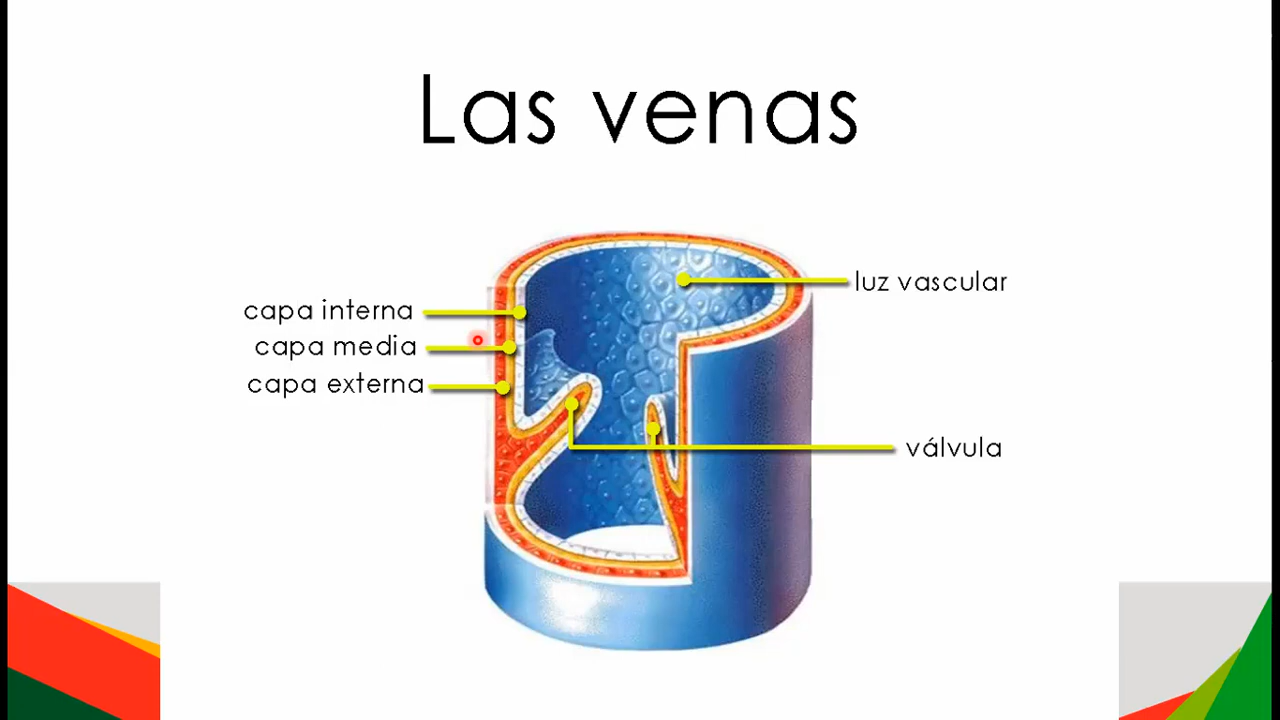 Las venas
luz vascular
capa interna
capa media
capa externa
válvula